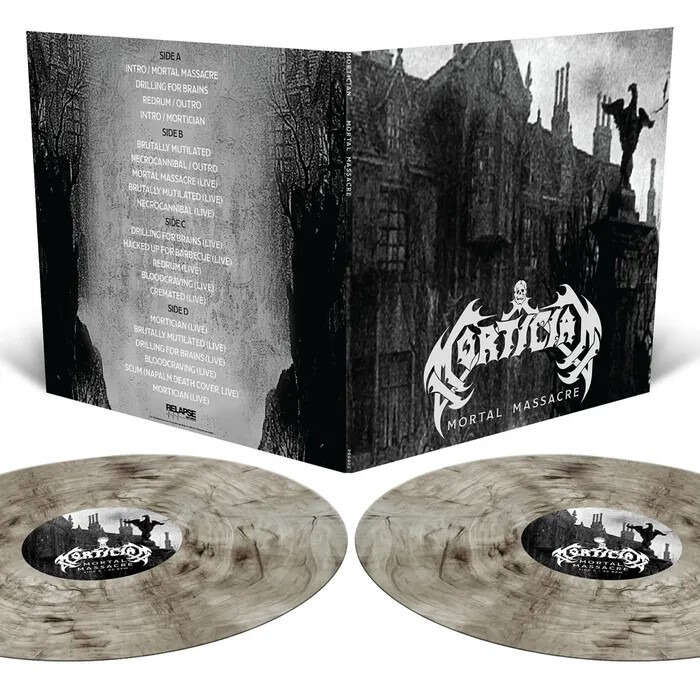 SIDE A
INTRO / MORTAL MASSACRE
DRILLING FOR BRAINS
REDRUM / OUTRO
INTRO / MORTICIAN
SIDE B
BRUTALLY MUTILATED
NECROCANNIBAL / OUTRO
MORTAL MASSACRE (LIVE)
BRUTALLY MUTILATED (LIVE)
NECROCANNIBAL (LIVE)
SIDE C
DRILLING FOR BRAINS (LIVE)
HACKED UP FOR BARBECUE (LIVE)
REDRUM (LIVE)
BLOODCRAVING (LIVE)
CREMATED (LIVE)
SIDE D
MORTICIAN (LIVE)
BRUTALLY MUTILATED (LIVE)
DRILLING FOR BRAINS (LIVE)
BLOODCRAVING (LIVE)
SCUM (NAPALM DEATH COVER, LIVE)
MORTICIAN (LIVE)
RELAPSE
MORTICIAN MORTAL MASSACRE
MORTICIAN
MORTAL MASSACRE
MORTICIAN
MORTAL
MASSACRE
MORTICIAN
MORTAL
MASSACRE